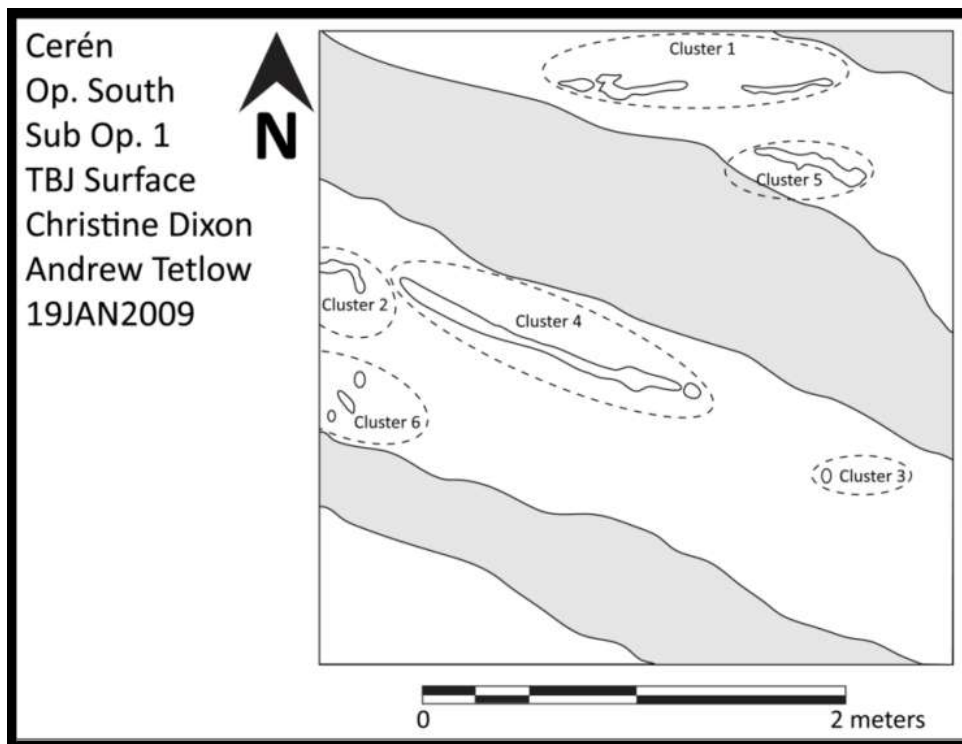 Cerén
Op. South
Sub Op. 1
TBJ Surface
Christine Dixon
Andrew Tetlow
19JAN2009
N
Cluster 1
Cluster 5
Cluster 2
Cluster 4
Cluster 6
Cluster 3
0
2 meters